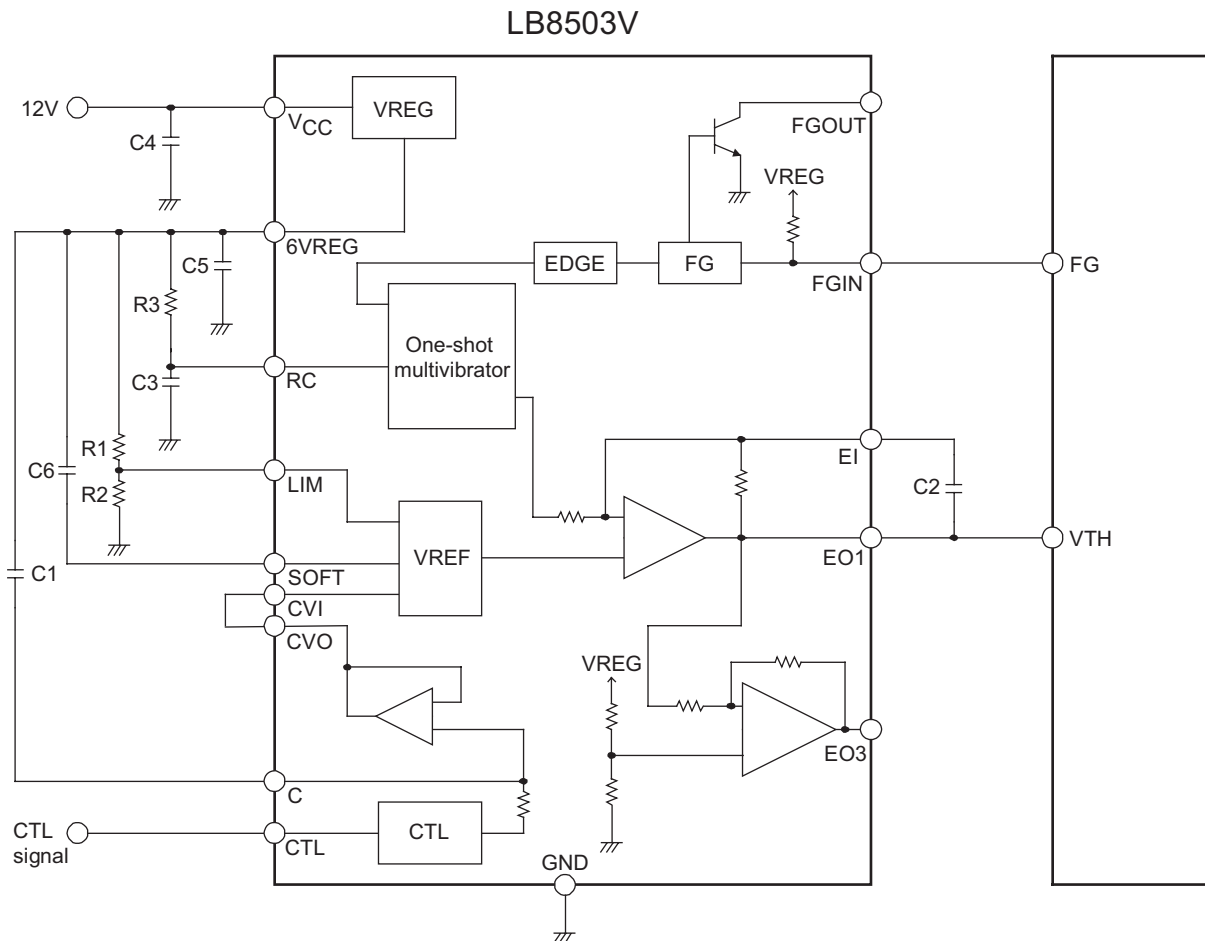 LB8503V
12V
VCC
VREG
FGOUT
C4
VREG
6VREG
C5
EDGE
FG
FGIN
FG
R3
One-shot
multivibrator
C3
RC
R1
EI
C6
R2
LIM
C2
VREF
EO1
VTH
C1
SOFT
CVI
CVO
VREG
EO3
C
CTL
signal
CTL
CTL
GND